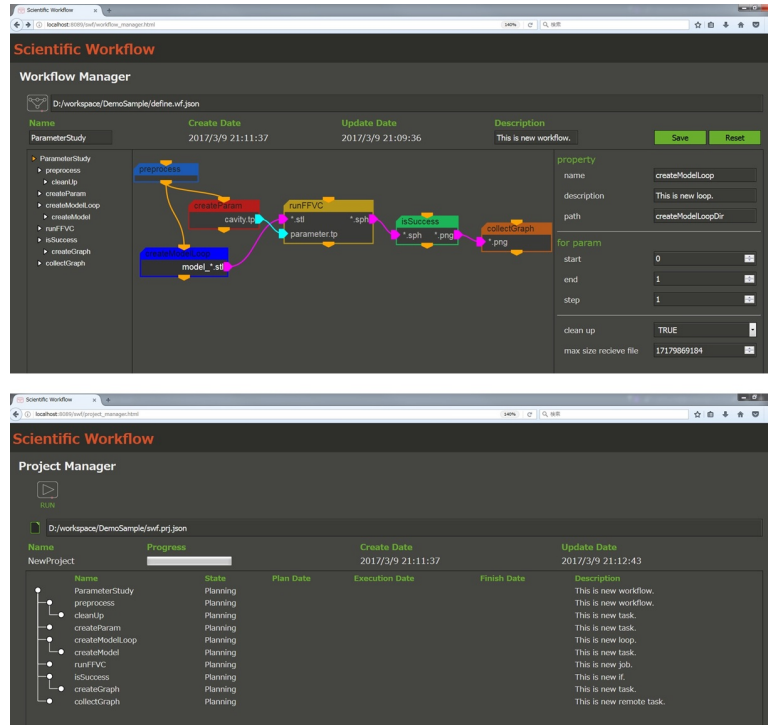 Scientific Workflow × +
localhost:8089/swf/workflow_manager.html 140% 検索
Scientific Workflow
Workflow Manager
D:/workspace/DemoSample/define.wf.json
Name Create Date Update Date Description
ParameterStudy 2017/3/9 21:11:37 2017/3/9 21:09:36 This is new workflow. Save Reset
ParameterStudy
preprocess
cleanUp
createParam
createModelLoop
createModel
runFFVC
isSuccess
createGraph
collectGraph
preprocess
createParam
cavity.tp
model_*.stl
runFFVC
*.stl *.sph
parameter.tp
isSuccess
*.sph *.png
collectGraph
*.png
property
name createModelLoop
description This is new loop.
path createModelLoopDir
for param
start 0
end 1
step 1
clean up TRUE
max size recieve file 17179869184
Scientific Workflow × +
localhost:8089/swf/project_manager.html 140% 検索
Scientific Workflow
Project Manager
RUN
D:/workspace/DemoSample/swf.prj.json
Name Progress Create Date Update Date
NewProject 2017/3/9 21:11:37 2017/3/9 21:12:43
Name State Plan Date Execution Date Finish Date Description
ParameterStudy Planning This is new workflow.
preprocess Planning This is new workflow.
cleanUp Planning This is new task.
createParam Planning This is new task.
createModelLoop Planning This is new loop.
createModel Planning This is new task.
runFFVC Planning This is new job.
isSuccess Planning This is new if.
createGraph Planning This is new task.
collectGraph Planning This is new remote task.